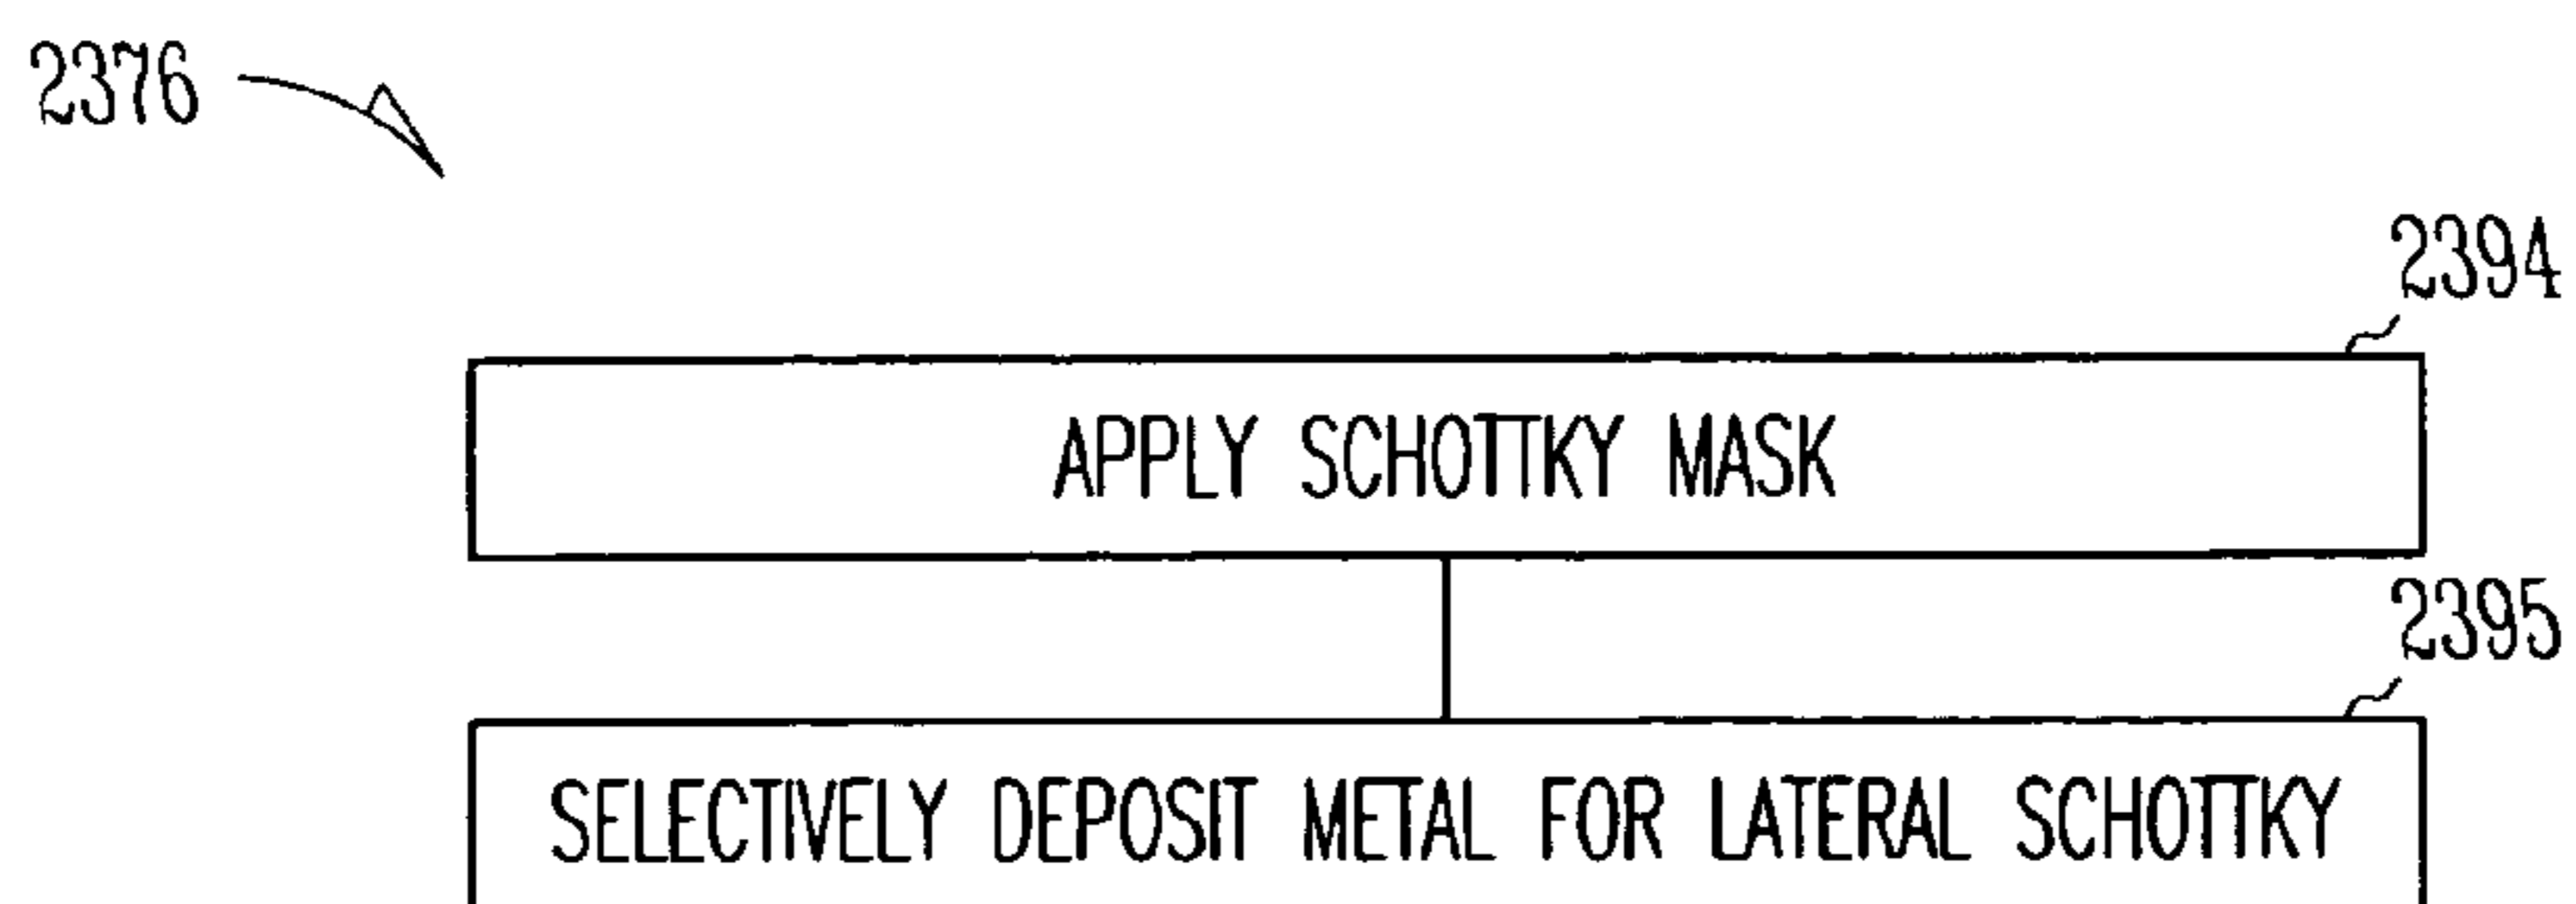 2376
2394
APPLY SCHOTTKY MASK
2395
SELECTIVELY DEPOSIT METAL FOR LATERAL SCHOTTKY